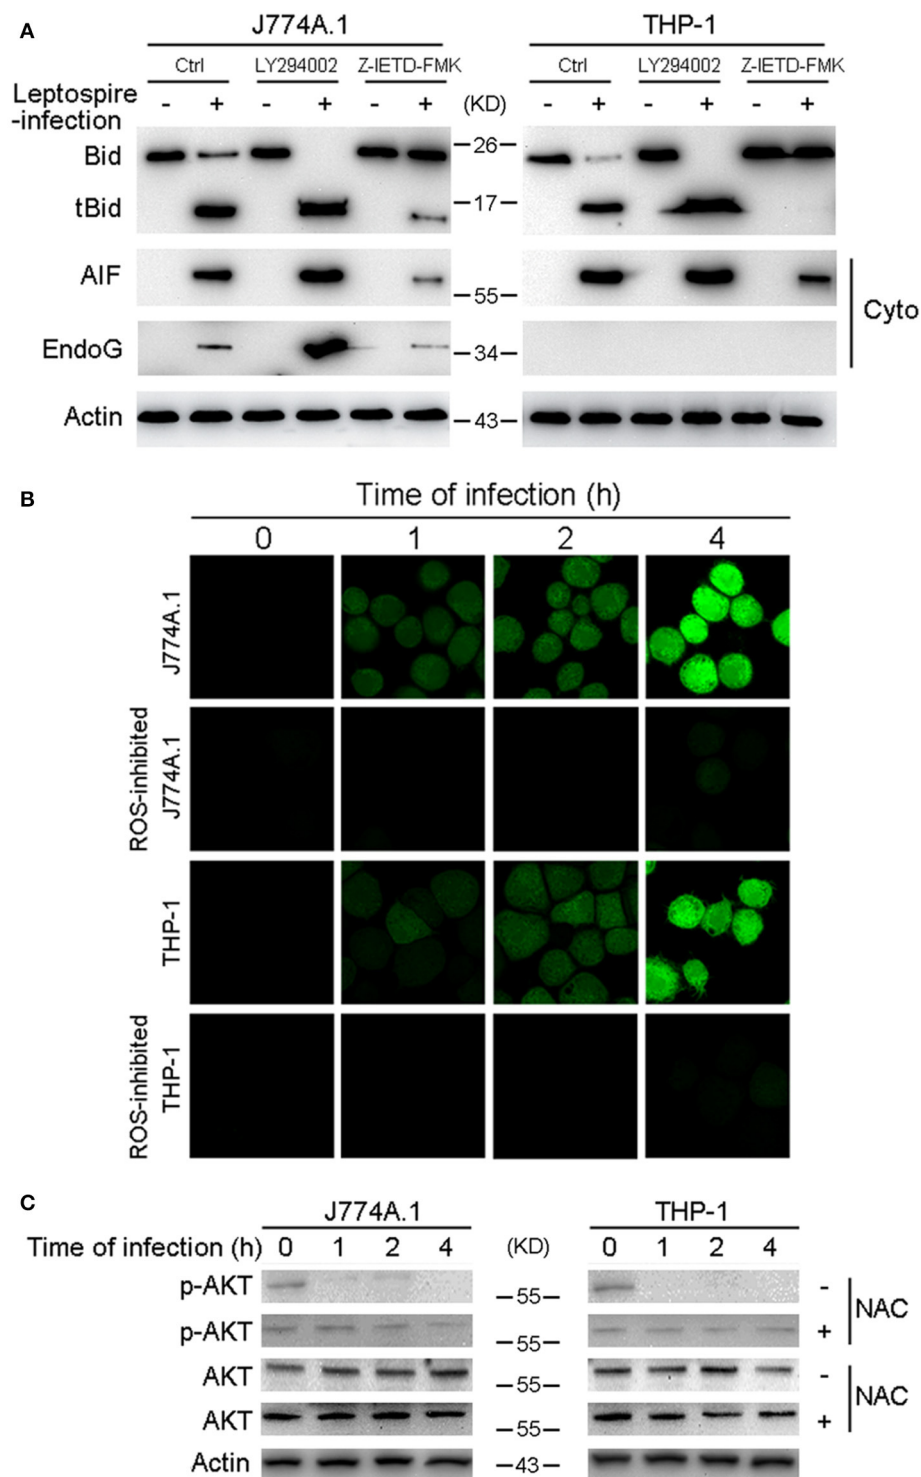 A
J774A.1 THP-1
Ctrl LY294002 Z-IETD-FMK Ctrl LY294002 Z-IETD-FMK
Leptospire
-infection - + - + - + (KD) - + - + - +
Bid 26
tBid 17
AIF 55
EndoG 34
Cyto
Actin 43
B
Time of infection (h)
0 1 2 4
J774A.1
ROS-inhibited
J774A.1
THP-1
ROS-inhibited
THP-1
C
J774A.1 THP-1
Time of infection (h) 0 1 2 4 (KD) 0 1 2 4
p-AKT 55 -
p-AKT 55 +
NAC
AKT 55 -
AKT 55 +
NAC
Actin 43